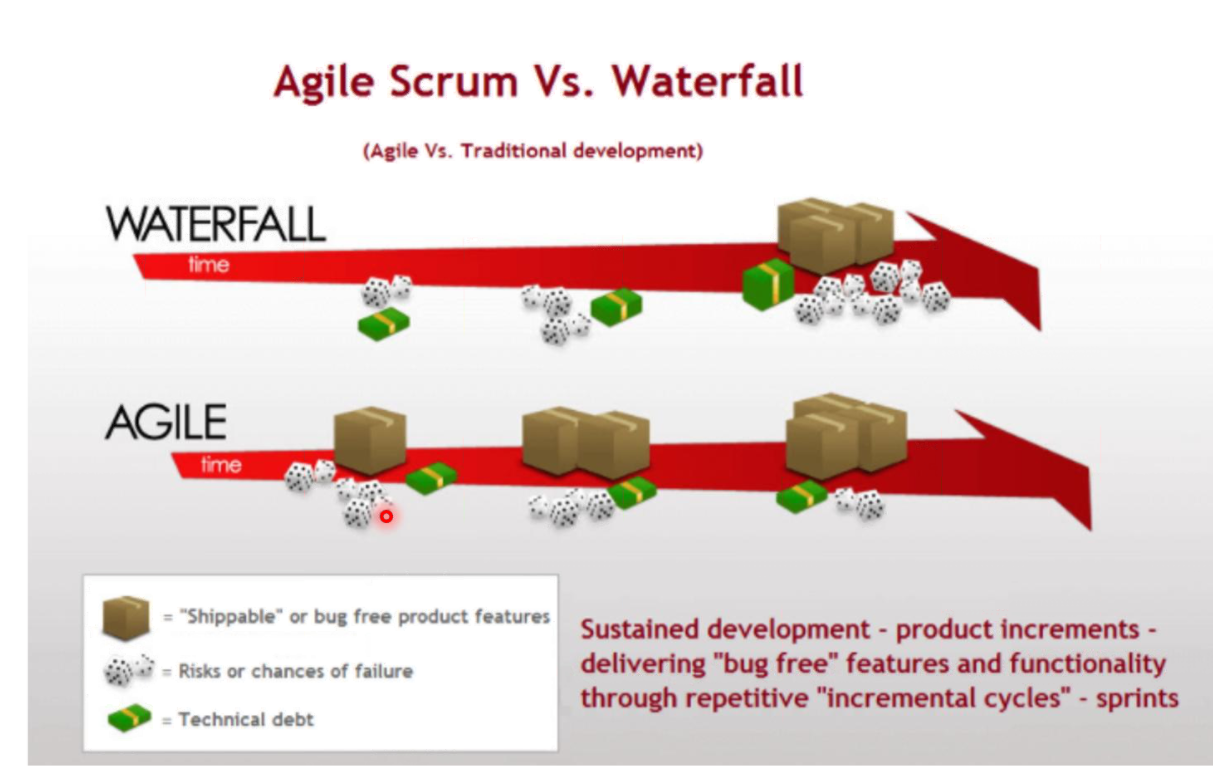 Agile Scrum Vs. Waterfall
(Agile Vs. Traditional development)
WATERFALL
time
AGILE
time
= "Shippable" or bug free product features
= Risks or chances of failure
= Technical debt
Sustained development - product increments -
delivering "bug free" features and functionality
through repetitive "incremental cycles" - sprints